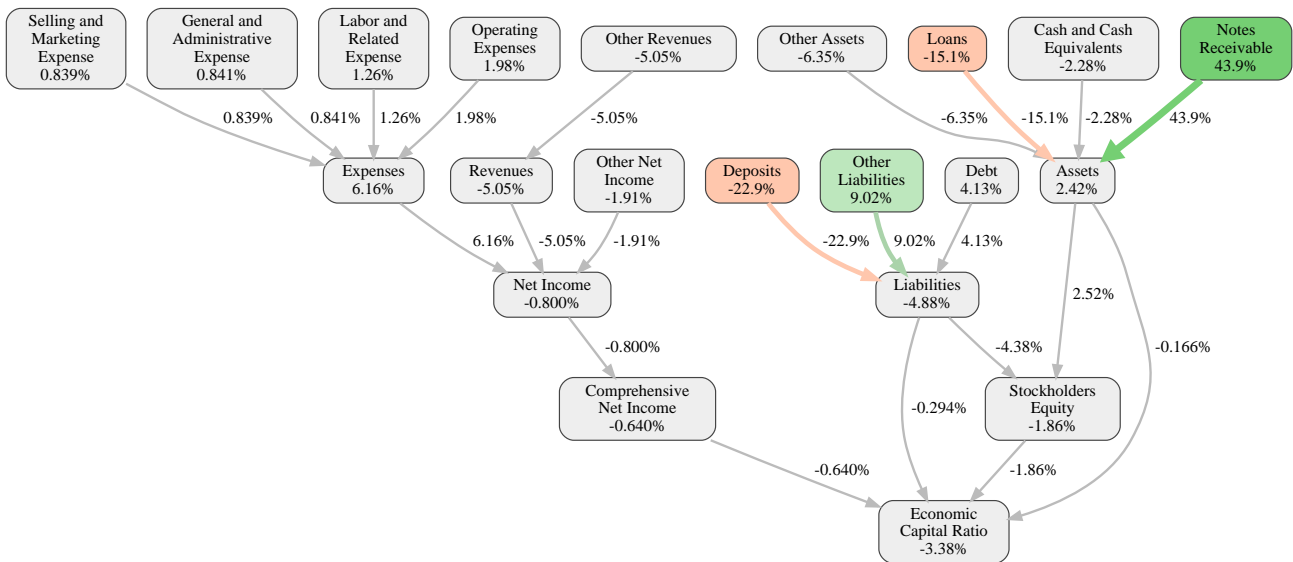 Selling and
Marketing
Expense
0.839%
General and
Administrative
Expense
0.841%
Labor and
Related
Expense
1.26%
Operating
Expenses
1.98%
Other Revenues
-5.05%
Other Assets
-6.35%
Loans
-15.1%
Cash and Cash
Equivalents
-2.28%
Notes
Receivable
43.9%
0.839%
0.841%
1.26%
1.98%
-5.05%
-6.35%
-15.1%
-2.28%
43.9%
Expenses
6.16%
Revenues
-5.05%
Other Net
Income
-1.91%
Deposits
-22.9%
Other
Liabilities
9.02%
Debt
4.13%
Assets
2.42%
6.16%
-5.05%
-1.91%
-22.9%
9.02%
4.13%
Net Income
-0.800%
Liabilities
-4.88%
2.52%
-0.800%
-4.38%
-0.166%
Comprehensive
Net Income
-0.640%
-0.294%
Stockholders
Equity
-1.86%
-0.640%
-1.86%
Economic
Capital Ratio
-3.38%